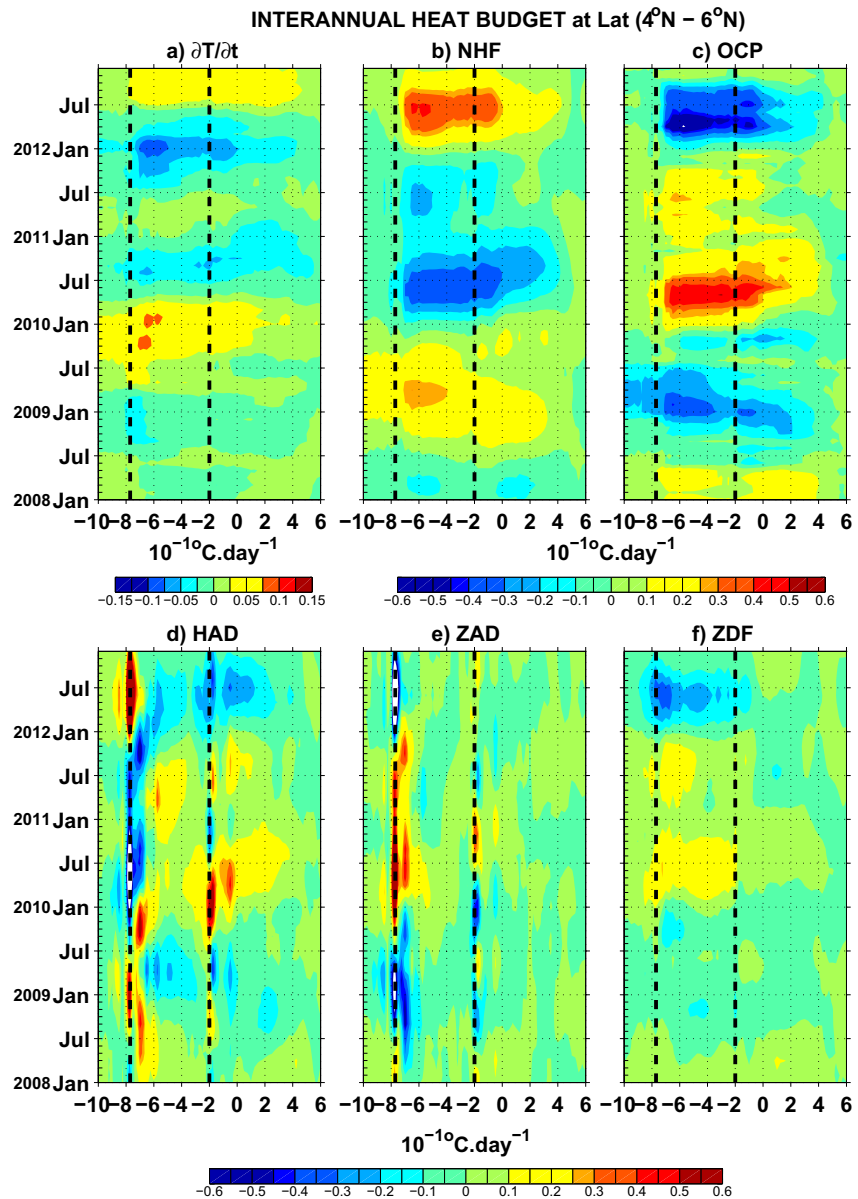 INTERANNUAL HEAT BUDGET at Lat (4°N − 6°N)
a) ∂T/∂t b) NHF c) OCP
Jul
2012 Jan
Jul
2011 Jan
Jul
2010 Jan
Jul
2009 Jan
Jul
2008 Jan
−10 −8 −6 −4 −2 0 2 4 6 −10 −8 −6 −4 −2 0 2 4 6 −10 −8 −6 −4 −2 0 2 4 6
10⁻¹°C.day⁻¹ 10⁻¹°C.day⁻¹
−0.15 −0.1 −0.05 0 0.05 0.1 0.15 −0.6 −0.5 −0.4 −0.3 −0.2 −0.1 0 0.1 0.2 0.3 0.4 0.5 0.6
d) HAD e) ZAD f) ZDF
Jul
2012 Jan
Jul
2011 Jan
Jul
2010 Jan
Jul
2009 Jan
Jul
2008 Jan
−10 −8 −6 −4 −2 0 2 4 6 −10 −8 −6 −4 −2 0 2 4 6 −10 −8 −6 −4 −2 0 2 4 6
10⁻¹°C.day⁻¹
−0.6 −0.5 −0.4 −0.3 −0.2 −0.1 0 0.1 0.2 0.3 0.4 0.5 0.6